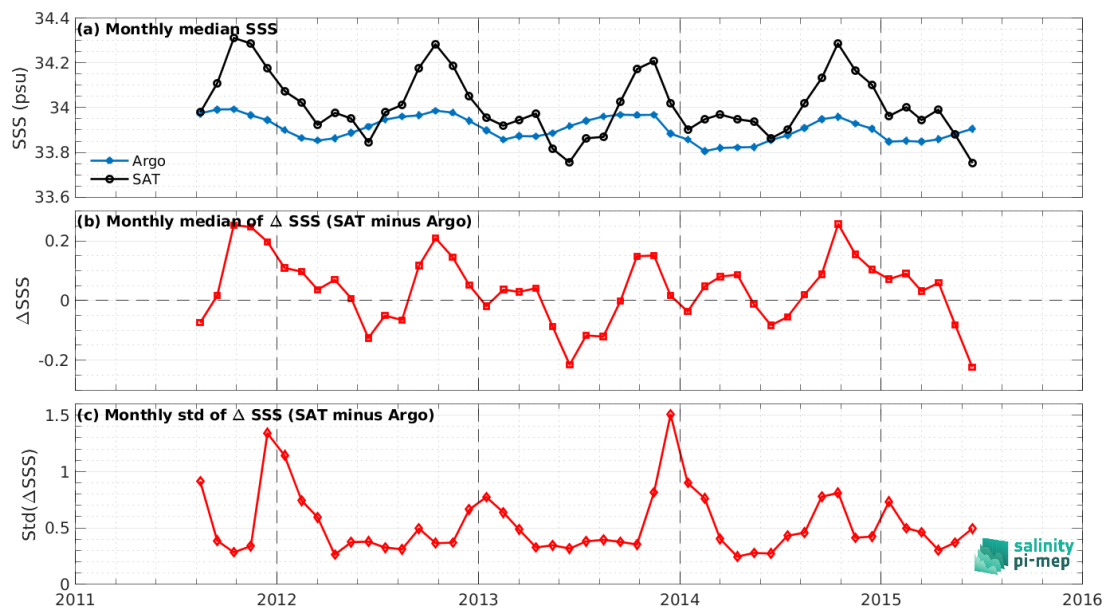 (a) Monthly median SSS
34.4
34.2
34
33.8
33.6
SSS (psu)
Argo
SAT
(b) Monthly median of Δ SSS (SAT minus Argo)
0.2
0
-0.2
ΔSSS
(c) Monthly std of Δ SSS (SAT minus Argo)
1.5
1
0.5
0
Std(ΔSSS)
salinity
pi-mep
2011 2012 2013 2014 2015 2016